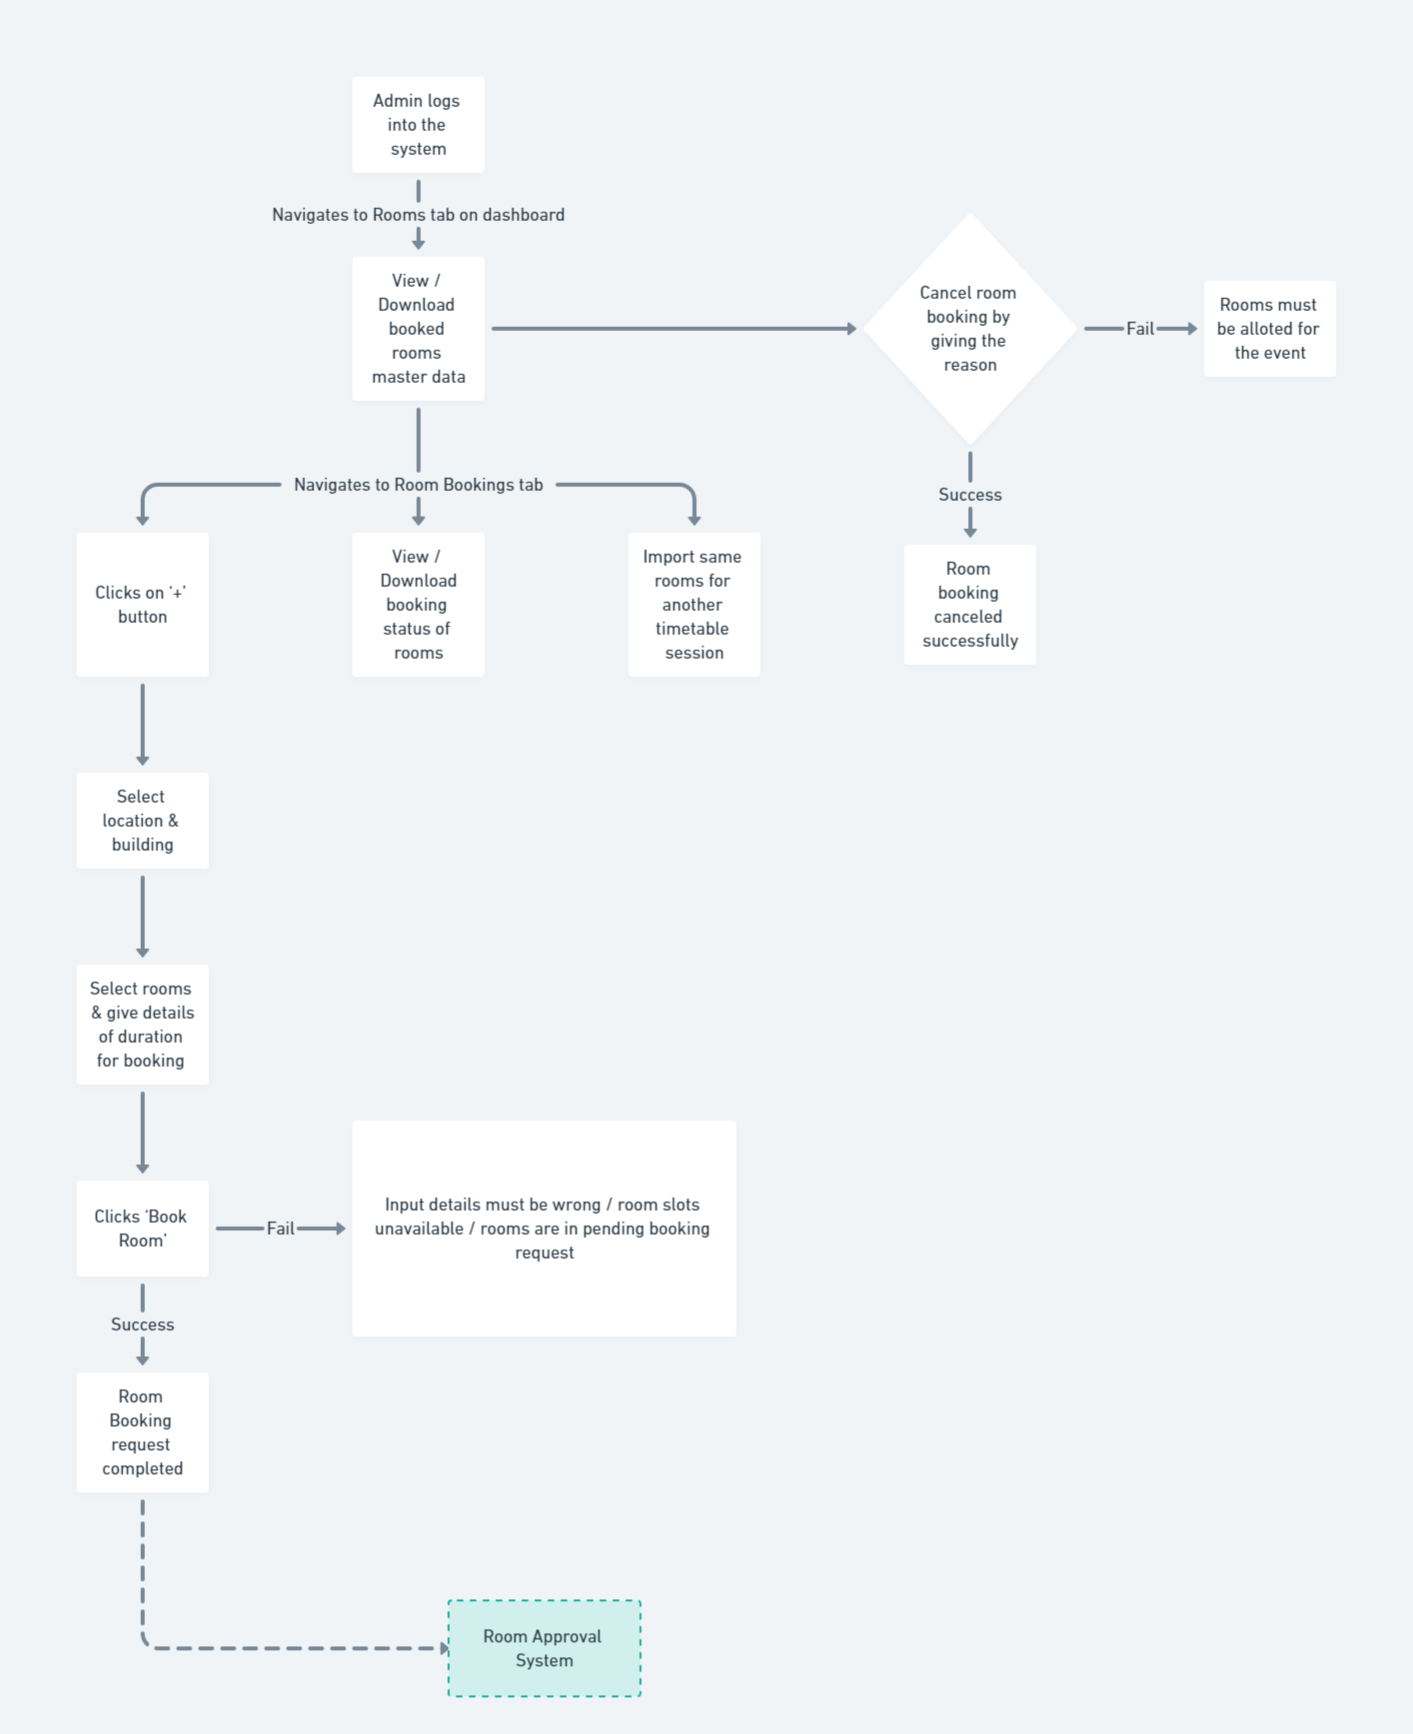 Admin logs
into the
system
Navigates to Rooms tab on dashboard
View /
Download
booked
rooms
master data
Cancel room
booking by
giving the
reason
Fail
Rooms must
be alloted for
the event
Success
Room
booking
canceled
successfully
Navigates to Room Bookings tab
Clicks on ‘+’
button
View /
Download
booking
status of
rooms
Import same
rooms for
another
timetable
session
Select
location &
building
Select rooms
& give details
of duration
for booking
Clicks ‘Book
Room’
Fail
Input details must be wrong / room slots
unavailable / rooms are in pending booking
request
Success
Room
Booking
request
completed
Room Approval
System